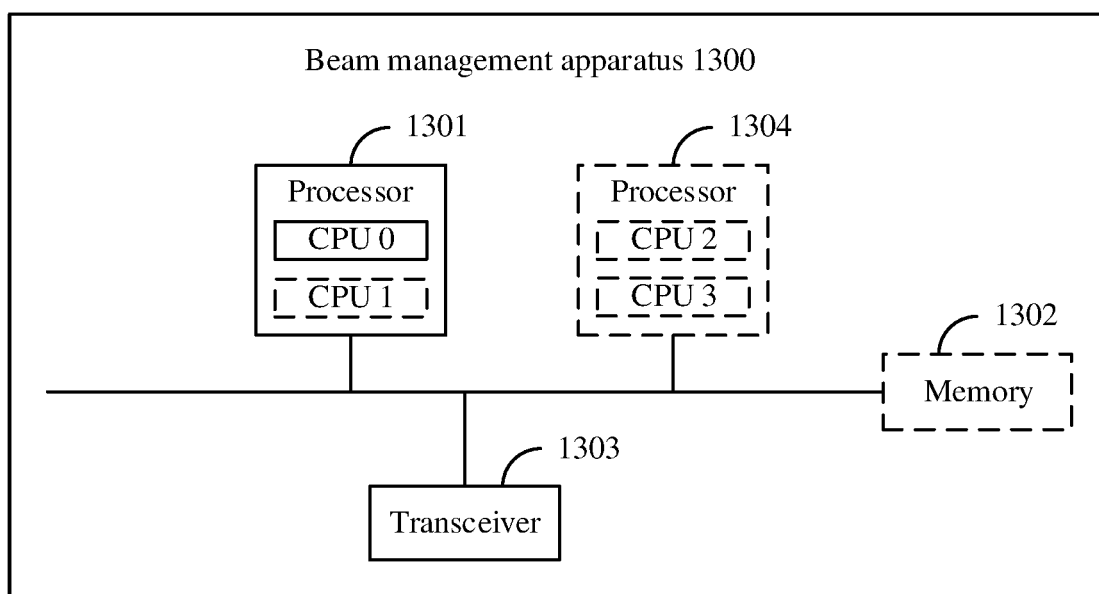 Beam management apparatus 1300
1301
1304
Processor
CPU 0
CPU 1
Processor
CPU 2
CPU 3
1302
Memory
1303
Transceiver